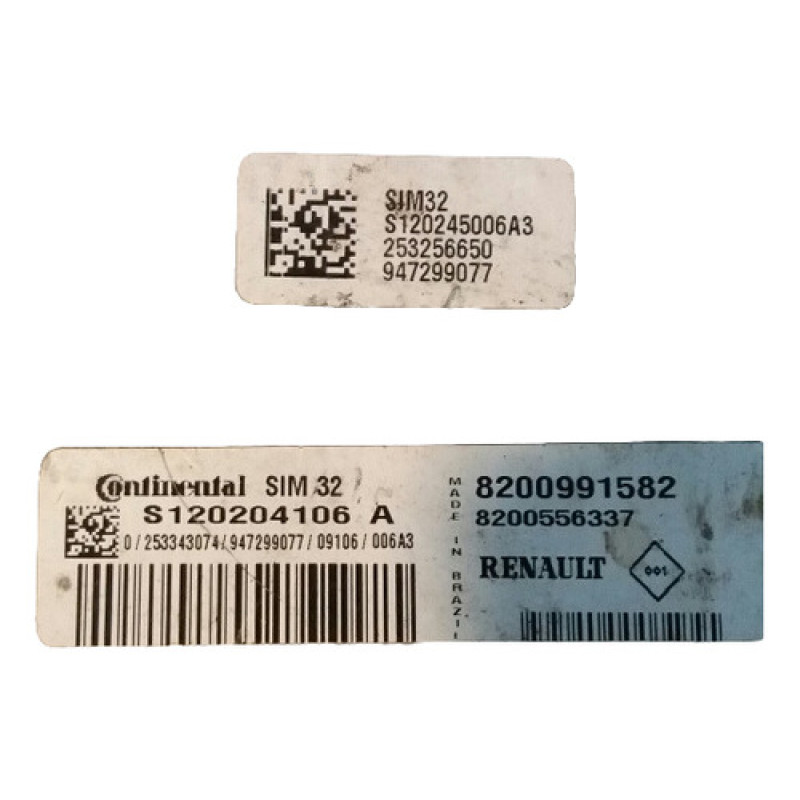 SIM32
S120245006A3
253256650
947299077
Continental SIM 32
S120204106 A
0/253343074/947299077/09106/006A3
MADE IN BRAZIL
8200991582
8200556337
RENAULT 001